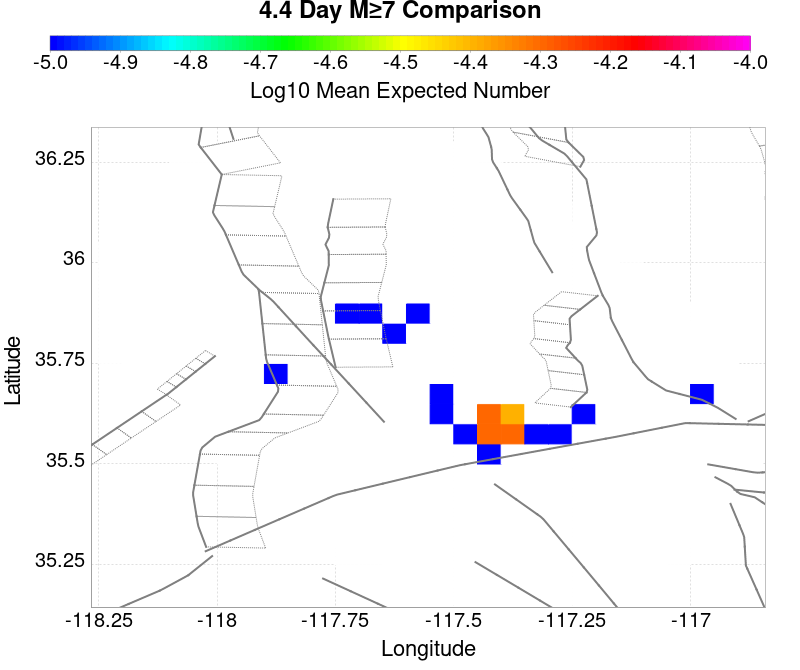 4.4 Day M≥7 Comparison
-5.0 -4.9 -4.8 -4.7 -4.6 -4.5 -4.4 -4.3 -4.2 -4.1 -4.0
Log10 Mean Expected Number
36.25
36
35.75
35.5
35.25
Latitude
-118.25 -118 -117.75 -117.5 -117.25 -117
Longitude